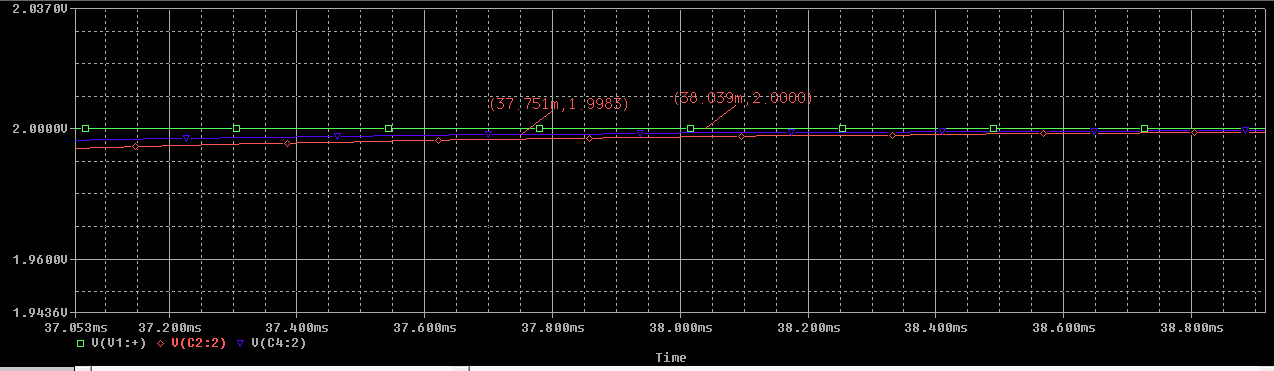 2.0370V
(37.751m,1.9983)
(38.039m,2.0000)
2.0000V
1.9600V
1.9436V
37.053ms 37.200ms 37.400ms 37.600ms 37.800ms 38.000ms 38.200ms 38.400ms 38.600ms 38.800ms
V(V1:+) V(C2:2) V(C4:2)
Time